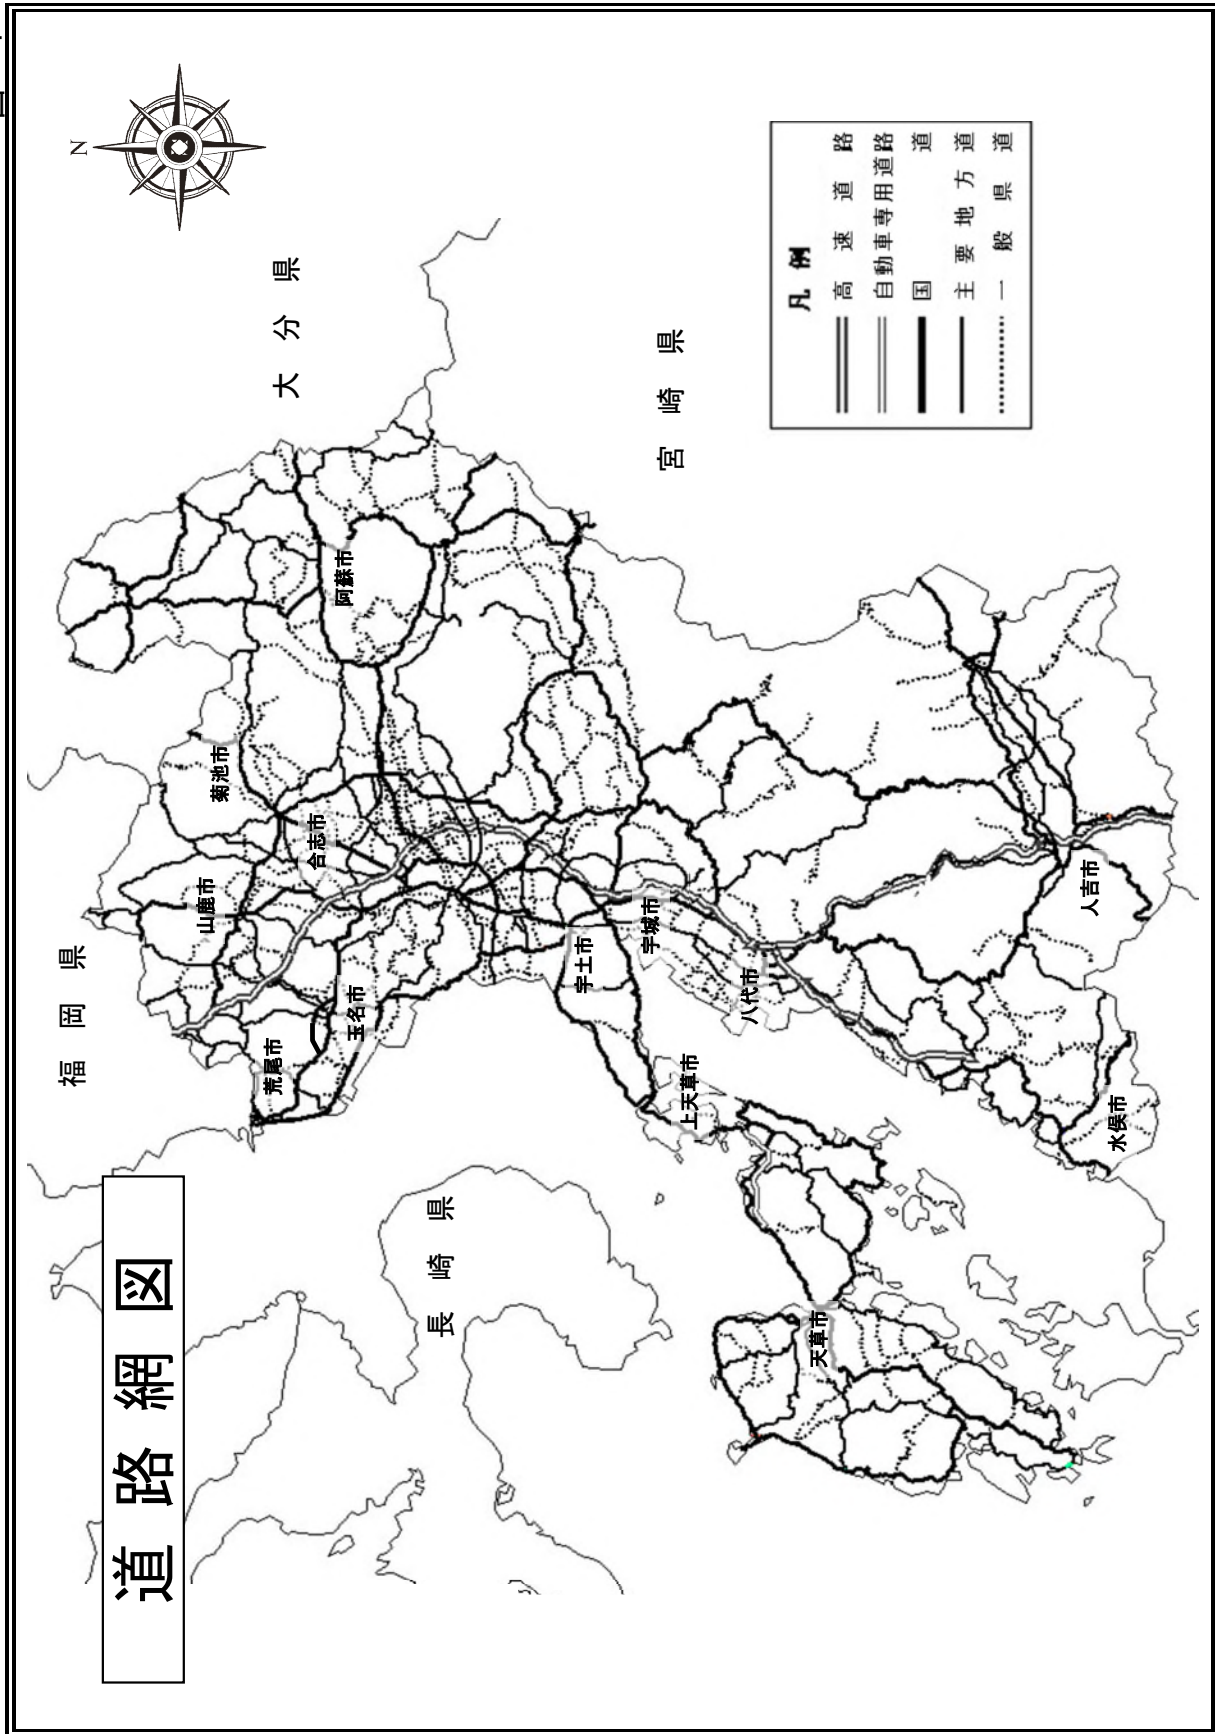 道路網図
N
福岡県
大分県
長崎県
宮崎県
荒尾市
玉名市
山鹿市
菊池市
合志市
阿蘇市
宇土市
宇城市
上天草市
八代市
天草市
水俣市
人吉市
凡例
高速道路
自動車専用道路
国道
主要地方道
一般県道